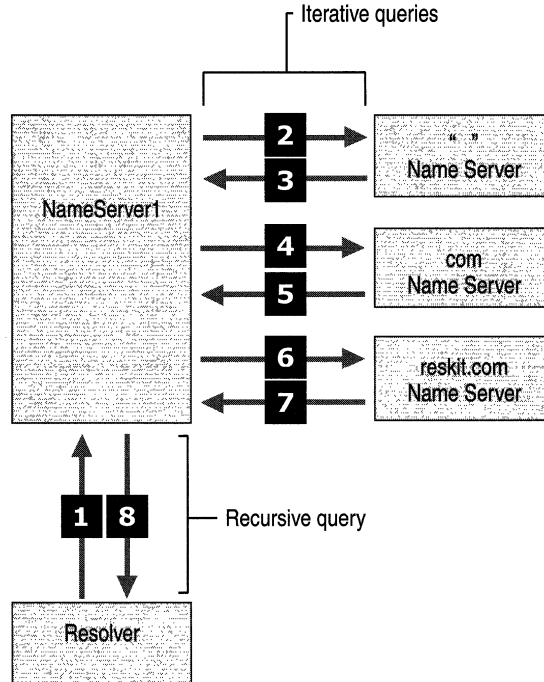 Iterative queries
2
“ ”
Name Server
3
NameServer1
4
com
Name Server
5
6
reskit.com
Name Server
7
1 8
Recursive query
Resolver